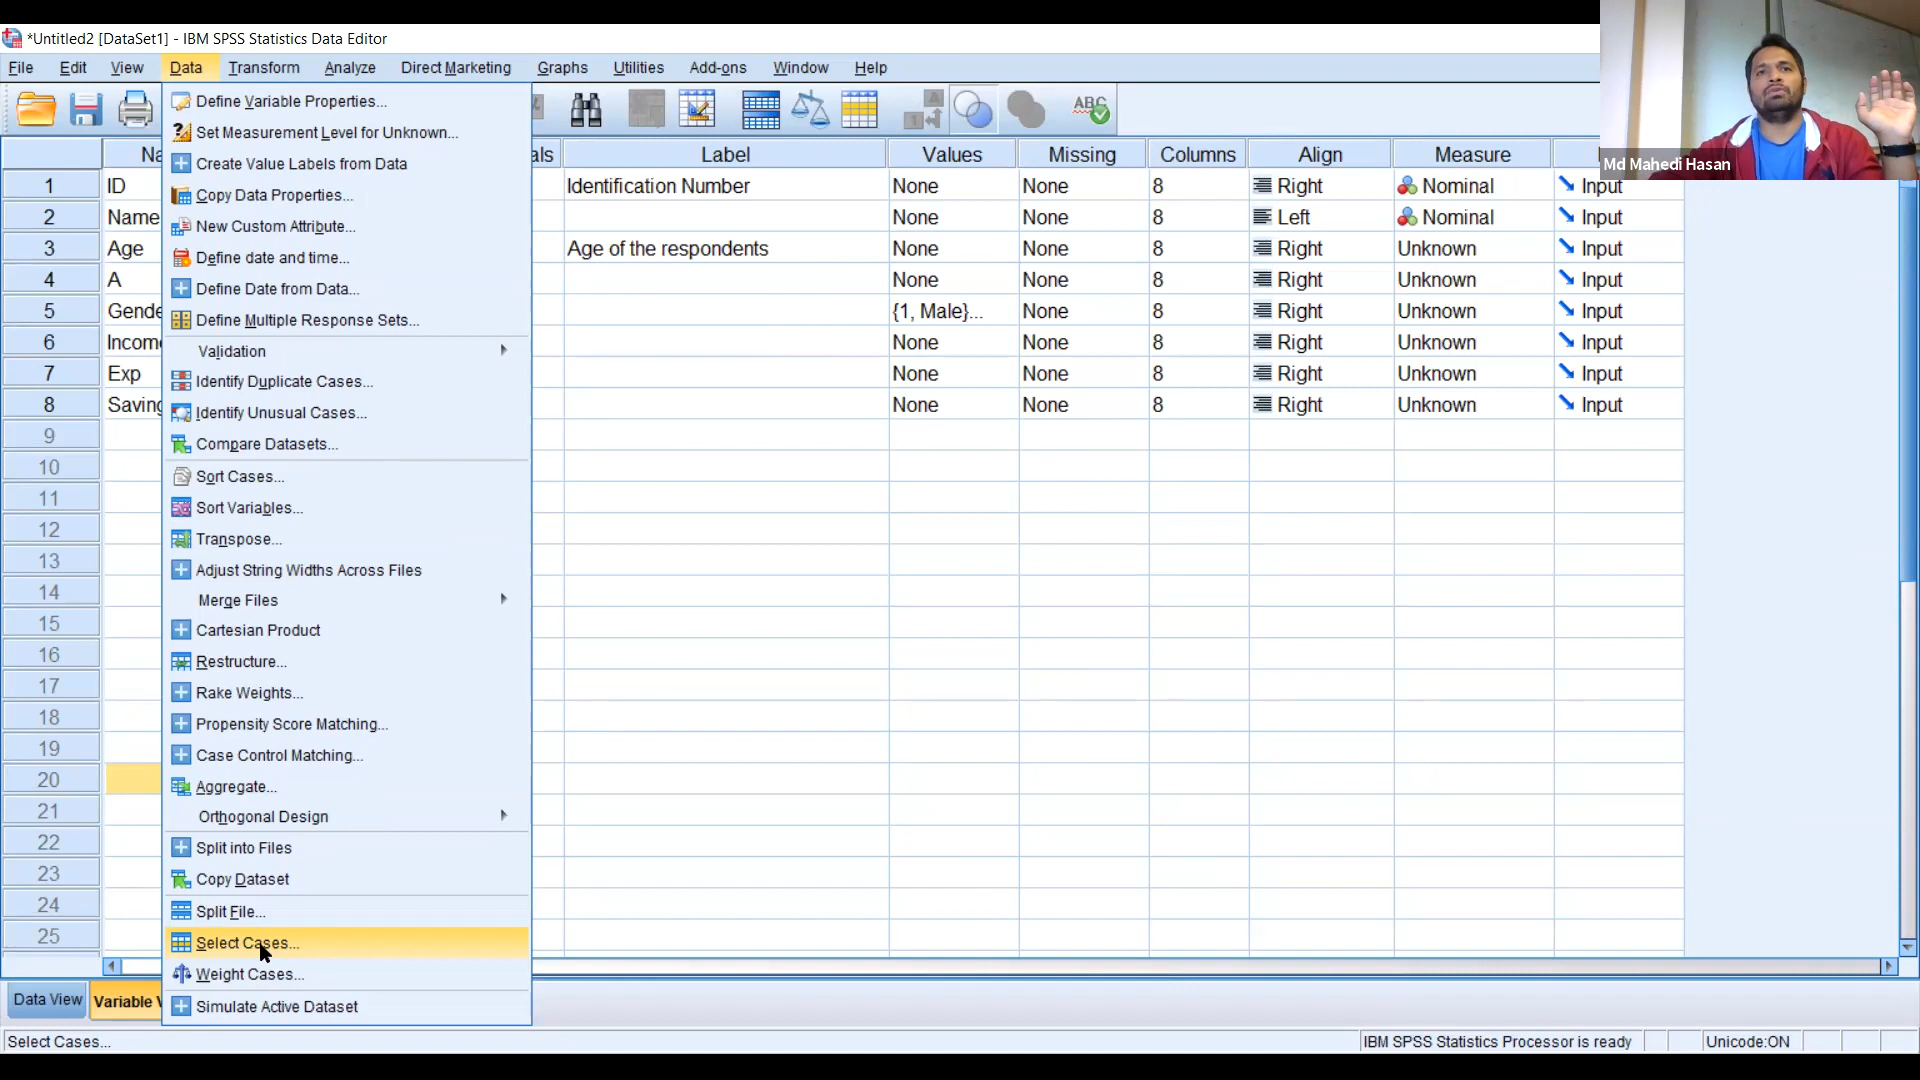 *Untitled2 [DataSet1] - IBM SPSS Statistics Data Editor
File Edit View Data Transform Analyze Direct Marketing Graphs Utilities Add-ons Window Help
Md Mahedi Hasan
Define Variable Properties...
Set Measurement Level for Unknown...
Create Value Labels from Data
Copy Data Properties...
New Custom Attribute...
Define date and time...
Define Date from Data...
Define Multiple Response Sets...
Validation
Identify Duplicate Cases...
Identify Unusual Cases...
Compare Datasets...
Sort Cases...
Sort Variables...
Transpose...
Adjust String Widths Across Files
Merge Files
Cartesian Product
Restructure...
Rake Weights...
Propensity Score Matching...
Case Control Matching...
Aggregate...
Orthogonal Design
Split into Files
Copy Dataset
Split File...
Select Cases...
Weight Cases...
Simulate Active Dataset
Na als Label Values Missing Columns Align Measure
1 ID Identification Number None None 8 Right Nominal Input
2 Name None None 8 Left Nominal Input
3 Age Age of the respondents None None 8 Right Unknown Input
4 A None None 8 Right Unknown Input
5 Gende {1, Male}... None 8 Right Unknown Input
6 Incom None None 8 Right Unknown Input
7 Exp None None 8 Right Unknown Input
8 Saving None None 8 Right Unknown Input
9
10
11
12
13
14
15
16
17
18
19
20
21
22
23
24
25
Data View Variable V
Select Cases... IBM SPSS Statistics Processor is ready Unicode:ON